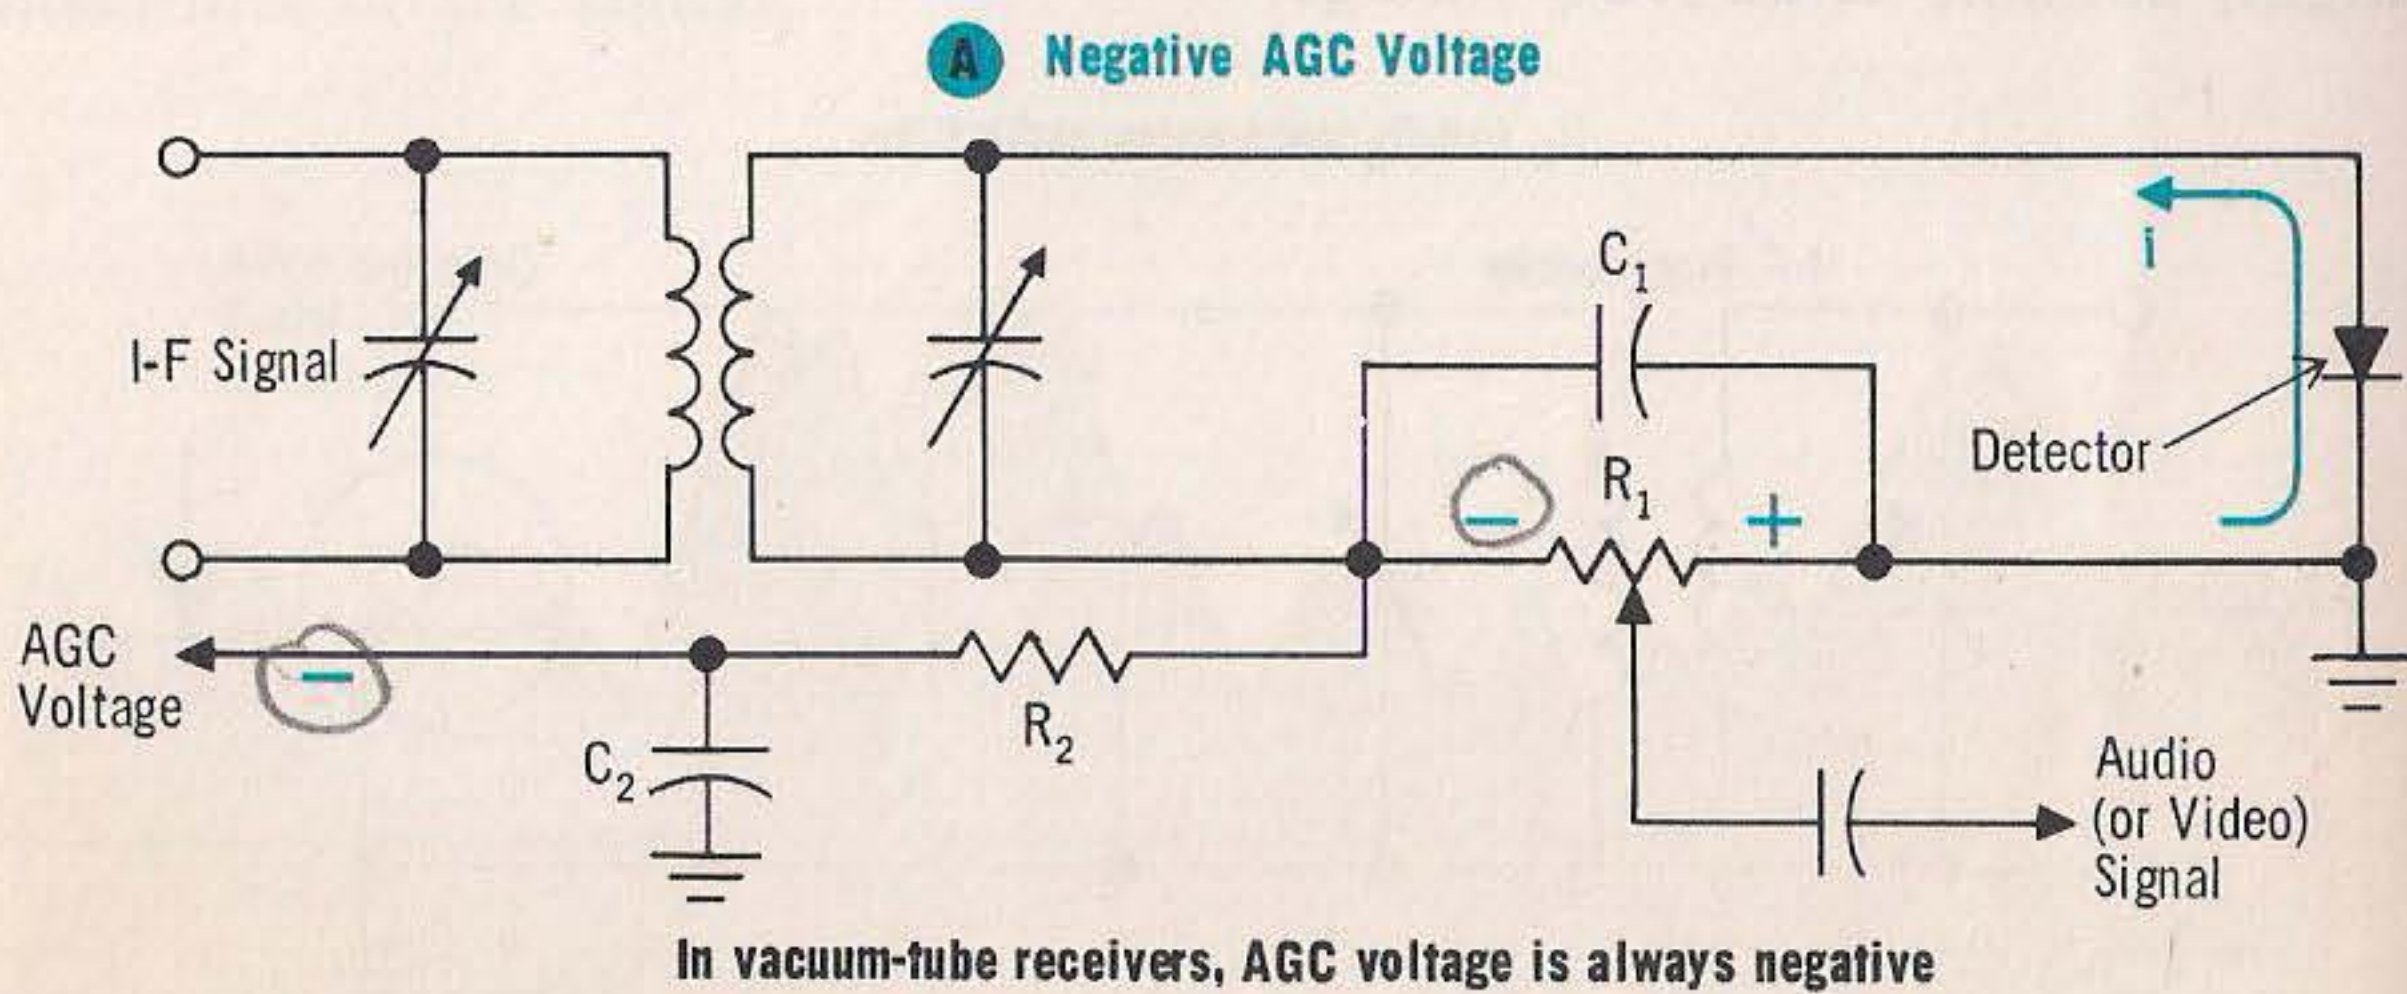 A Negative AGC Voltage
i
C₁
I-F Signal
R₁
Detector
− +
AGC
Voltage
−
R₂
C₂
Audio
(or Video)
Signal
In vacuum-tube receivers, AGC voltage is always negative